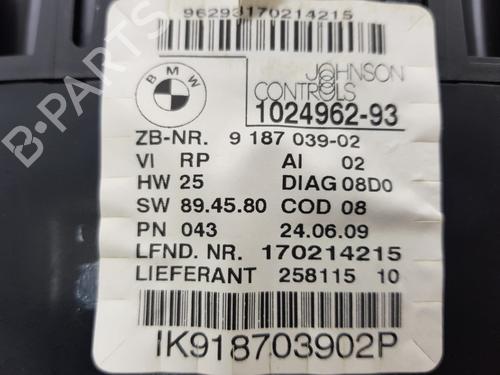 96293170214215
BMW
JOHNSON
CONTROLS
1024962-93
ZB-NR. 9 187 039-02
VI RP AI 02
HW 25 DIAG 08D0
SW 89.45.80 COD 08
PN 043 24.06.09
LFND. NR. 170214215
LIEFERANT 258115 10
IK918703902P